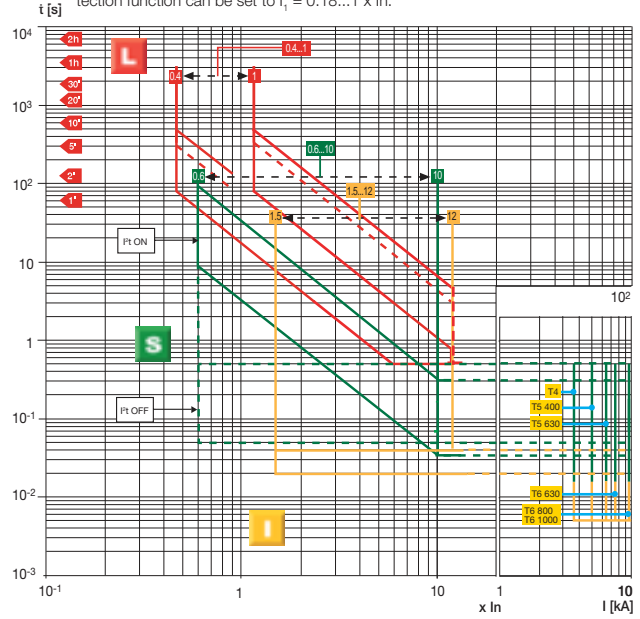 tection function can be set to I₁ = 0.18...1 x In.
t [s]
10⁴
2h
1h
30'
20'
10'
5'
2'
1'
L
0.4...1
0.4
1
10³
0.6...10
0.6
10
10²
1.5...12
1.5
12
I²t ON
10
10²
1
S
T4
T5 400
I²t OFF
T5 630
10⁻¹
10⁻²
T6 630
T6 800
T6 1000
I
10⁻³
10⁻¹
1
10
1
10
x In
I [kA]